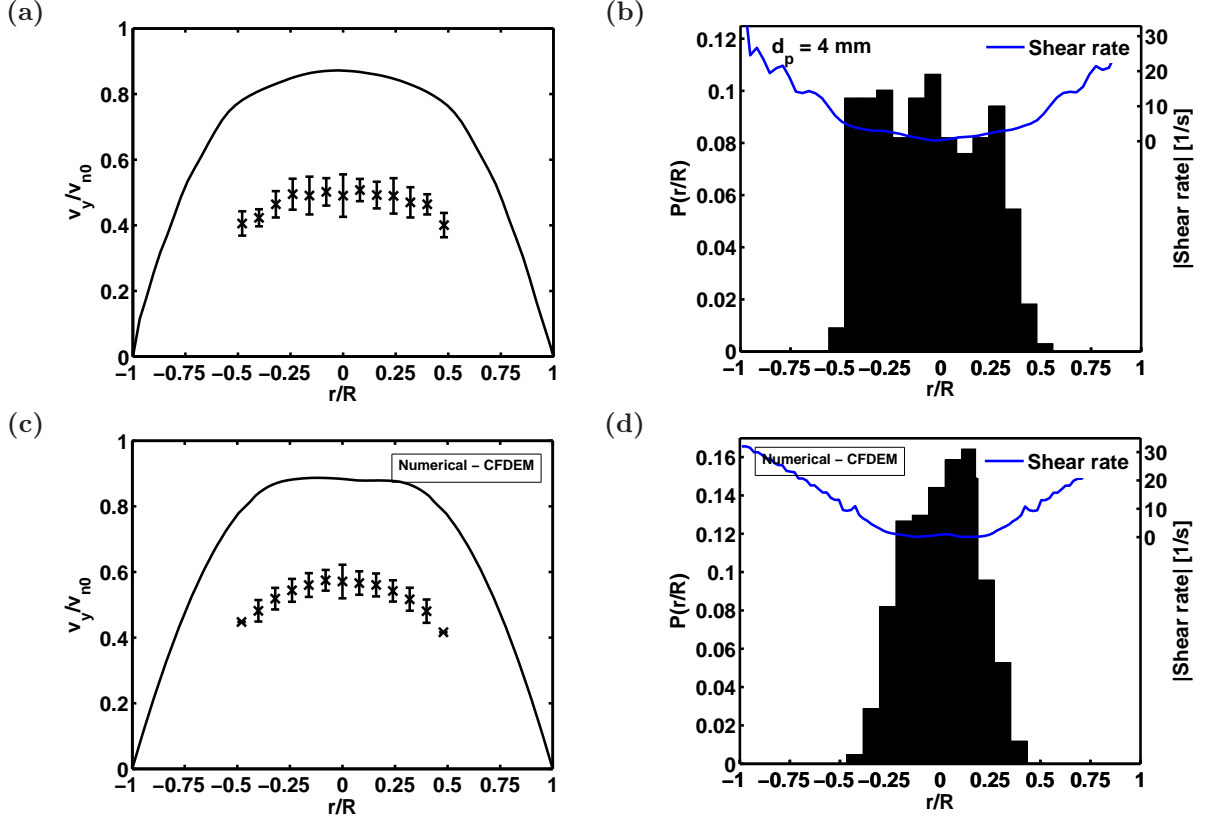 (a)
1
0.8
0.6
0.4
0.2
0
v_y/v_n0
−1 −0.75 −0.5 −0.25 0 0.25 0.5 0.75 1
r/R
(b)
d_p = 4 mm
Shear rate
0.12
0.1
0.08
0.06
0.04
0.02
0
P(r/R)
30
20
10
0
|Shear rate| [1/s]
−1 −0.75 −0.5 −0.25 0 0.25 0.5 0.75 1
r/R
(c)
Numerical − CFDEM
1
0.8
0.6
0.4
0.2
0
v_y/v_n0
−1 −0.75 −0.5 −0.25 0 0.25 0.5 0.75 1
r/R
(d)
Numerical − CFDEM
Shear rate
0.16
0.14
0.12
0.1
0.08
0.06
0.04
0.02
0
P(r/R)
30
20
10
0
|Shear rate| [1/s]
−1 −0.75 −0.5 −0.25 0 0.25 0.5 0.75 1
r/R